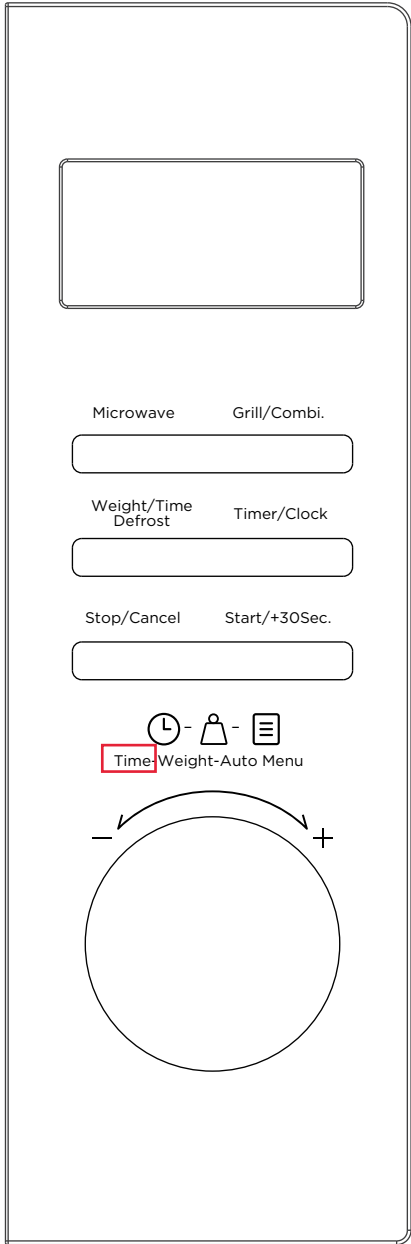 Microwave Grill/Combi.
Weight/Time
Defrost Timer/Clock
Stop/Cancel Start/+30Sec.
Time-Weight-Auto Menu